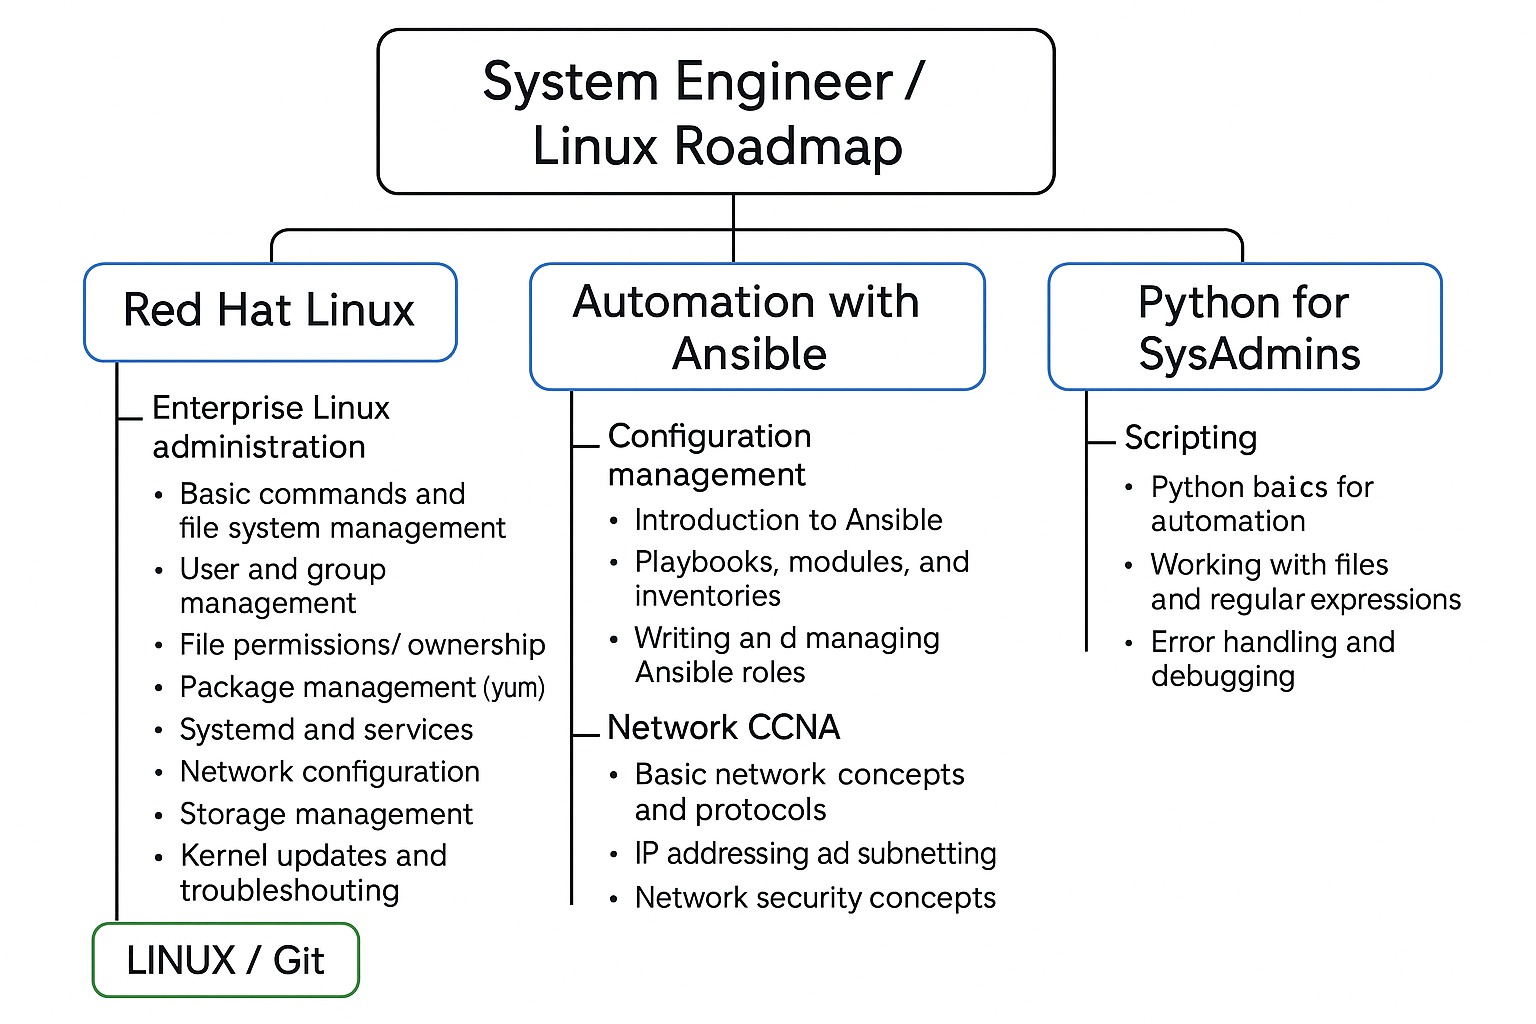 System Engineer /
Linux Roadmap
Red Hat Linux
Enterprise Linux
administration
• Basic commands and
file system management
• User and group
management
• File permissions/ ownership
• Package management (yum)
• Systemd and services
• Network configuration
• Storage management
• Kernel updates and
troubleshouting
LINUX / Git
Automation with
Ansible
Configuration
management
• Introduction to Ansible
• Playbooks, modules, and
inventories
• Writing an d managing
Ansible roles
Network CCNA
• Basic network concepts
and protocols
• IP addressing ad subnetting
• Network security concepts
Python for
SysAdmins
Scripting
• Python baics for
automation
• Working with files
and regular expressions
• Error handling and
debugging